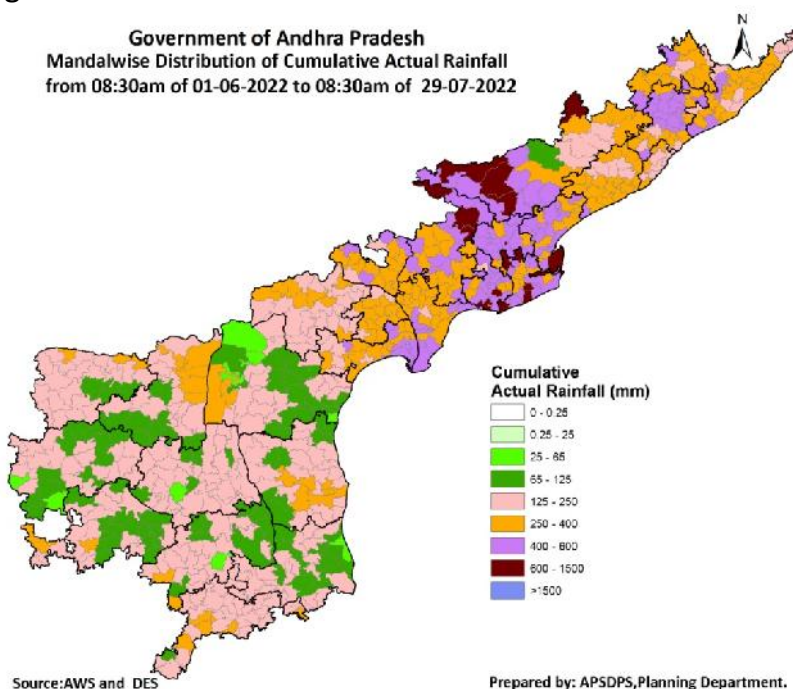 Government of Andhra Pradesh
Mandalwise Distribution of Cumulative Actual Rainfall
from 08:30am of 01-06-2022 to 08:30am of 29-07-2022
N
Cumulative
Actual Rainfall (mm)
0 - 0.25
0.25 - 25
25 - 65
65 - 125
125 - 250
250 - 400
400 - 600
600 - 1500
>1500
Source:AWS and DES
Prepared by: APSDPS,Planning Department.